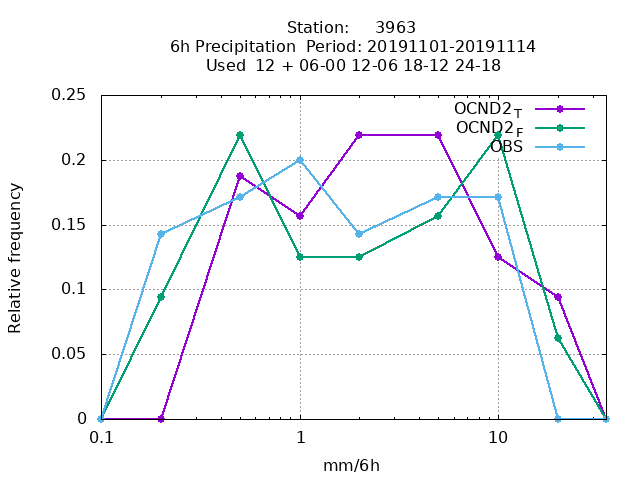 Station: 3963
6h Precipitation Period: 20191101-20191114
Used 12 + 06-00 12-06 18-12 24-18
OCND2T
OCND2F
OBS
0.25
0.2
0.15
0.1
0.05
0
0.1 1 10
Relative frequency
mm/6h